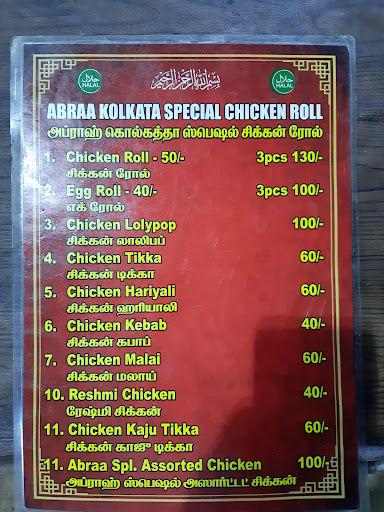 حلال
HALAL
بسم الله الرحمن الرحيم
حلال
HALAL
ABRAA KOLKATA SPECIAL CHICKEN ROLL
அப்ராஹ் கொல்கத்தா ஸ்பெஷல் சிக்கன் ரோல்
1. Chicken Roll - 50/- 3pcs 130/-
சிக்கன் ரோல்
2. Egg Roll - 40/- 3pcs 100/-
எக் ரோல்
3. Chicken Lolypop 100/-
சிக்கன் லாலிபப்
4. Chicken Tikka 60/-
சிக்கன் டிக்கா
5. Chicken Hariyali 60/-
சிக்கன் ஹரியாலி
6. Chicken Kebab 40/-
சிக்கன் கபாப்
7. Chicken Malai 60/-
சிக்கன் மலாய்
10. Reshmi Chicken 40/-
ரேஷ்மி சிக்கன்
11. Chicken Kaju Tikka 60/-
சிக்கன் காஜு டிக்கா
11. Abraa Spl. Assorted Chicken 100/-
அப்ராஹ் ஸ்பெஷல் அஸார்ட்டட் சிக்கன்